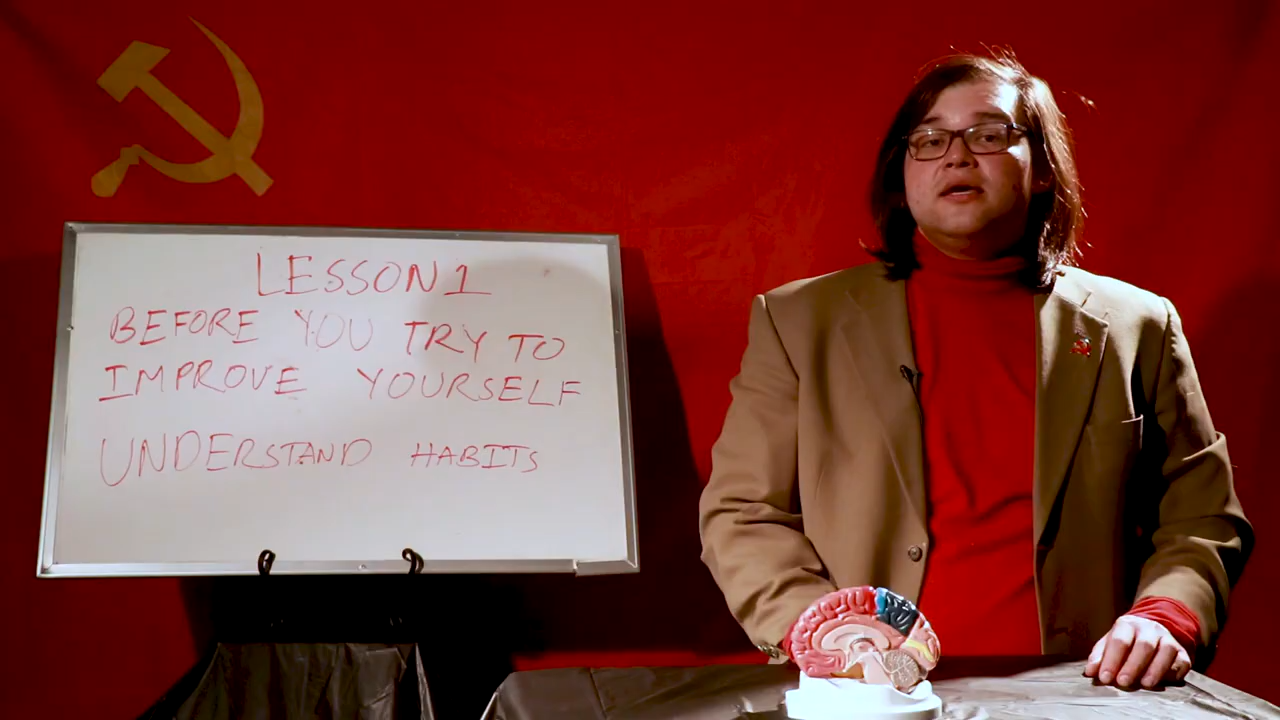 LESSON 1
BEFORE YOU TRY TO
IMPROVE YOURSELF
UNDERSTAND HABITS